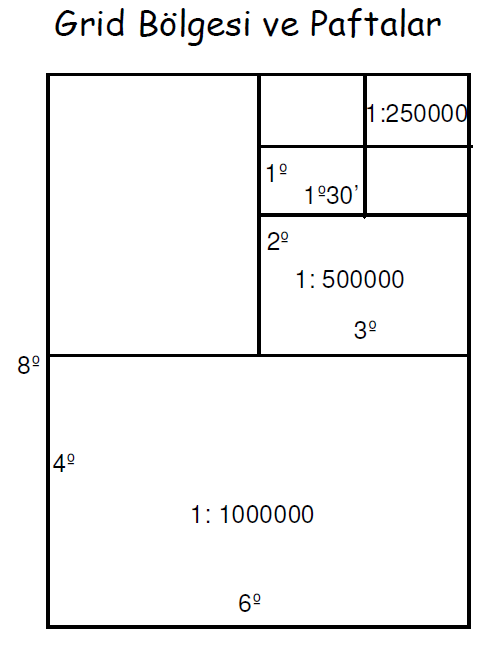 Grid Bölgesi ve Paftalar
1:250000
1º
1º30’
2º
1: 500000
3º
8º
4º
1: 1000000
6º